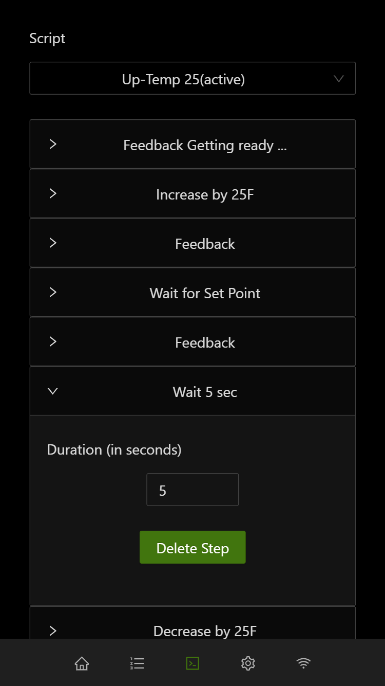 Script
Up-Temp 25(active)
Feedback Getting ready ...
Increase by 25F
Feedback
Wait for Set Point
Feedback
Wait 5 sec
Duration (in seconds)
5
Delete Step
Decrease by 25F